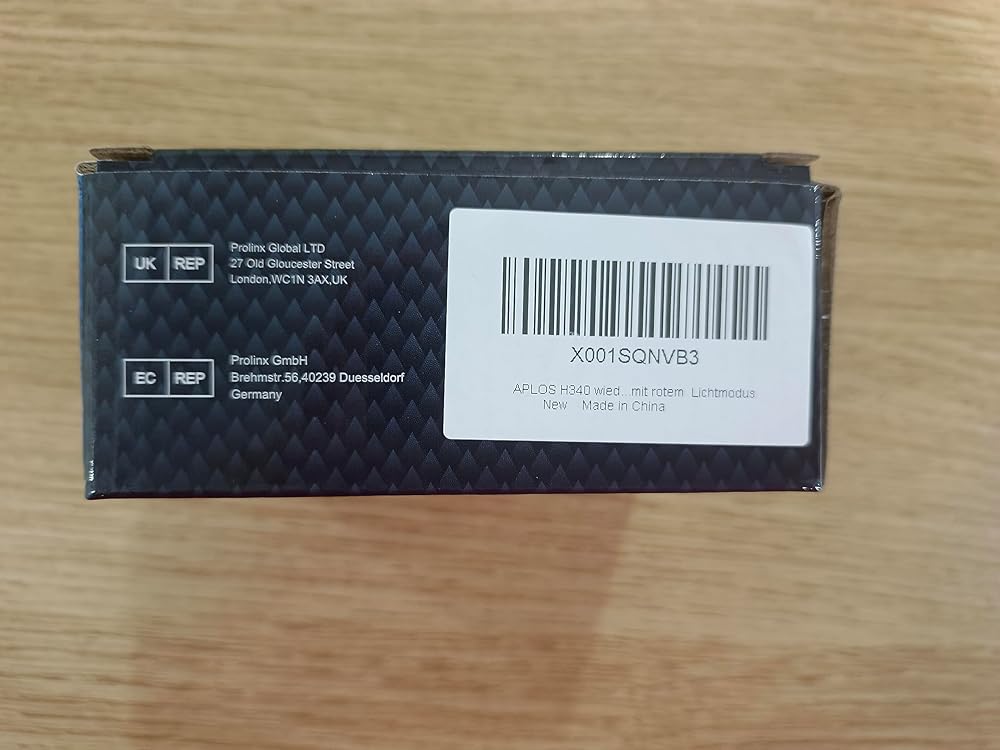 UK REP
Prolinx Global LTD
27 Old Gloucester Street
London,WC1N 3AX,UK
EC REP
Prolinx GmbH
Brehmstr.56,40239 Duesseldorf
Germany
X001SQNVB3
APLOS H340 wied...mit rotem Lichtmodus
New Made in China